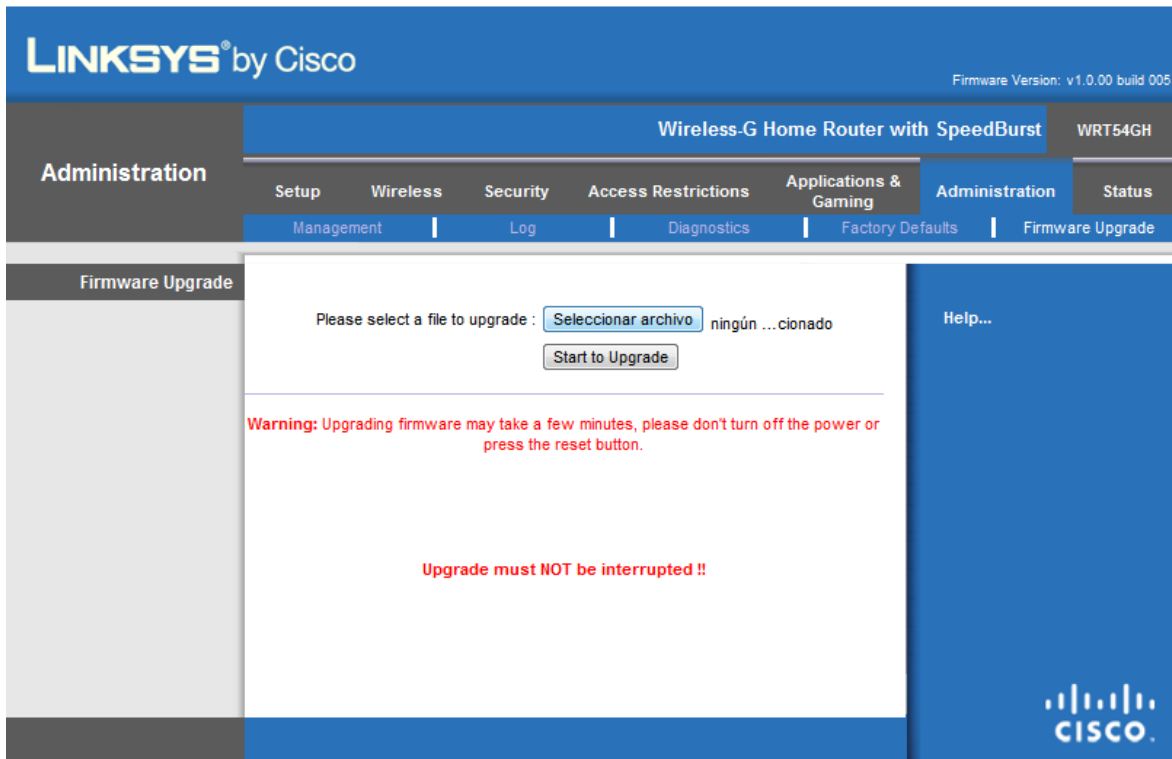 LINKSYS® by Cisco
Firmware Version: v1.0.00 build 005
Wireless-G Home Router with SpeedBurst WRT54GH
Administration
Setup Wireless Security Access Restrictions Applications & Gaming Administration Status
Management Log Diagnostics Factory Defaults Firmware Upgrade
Firmware Upgrade
Please select a file to upgrade : Seleccionar archivo ningún ...cionado
Start to Upgrade
Help...
Warning: Upgrading firmware may take a few minutes, please don't turn off the power or
press the reset button.
Upgrade must NOT be interrupted !!
CISCO.